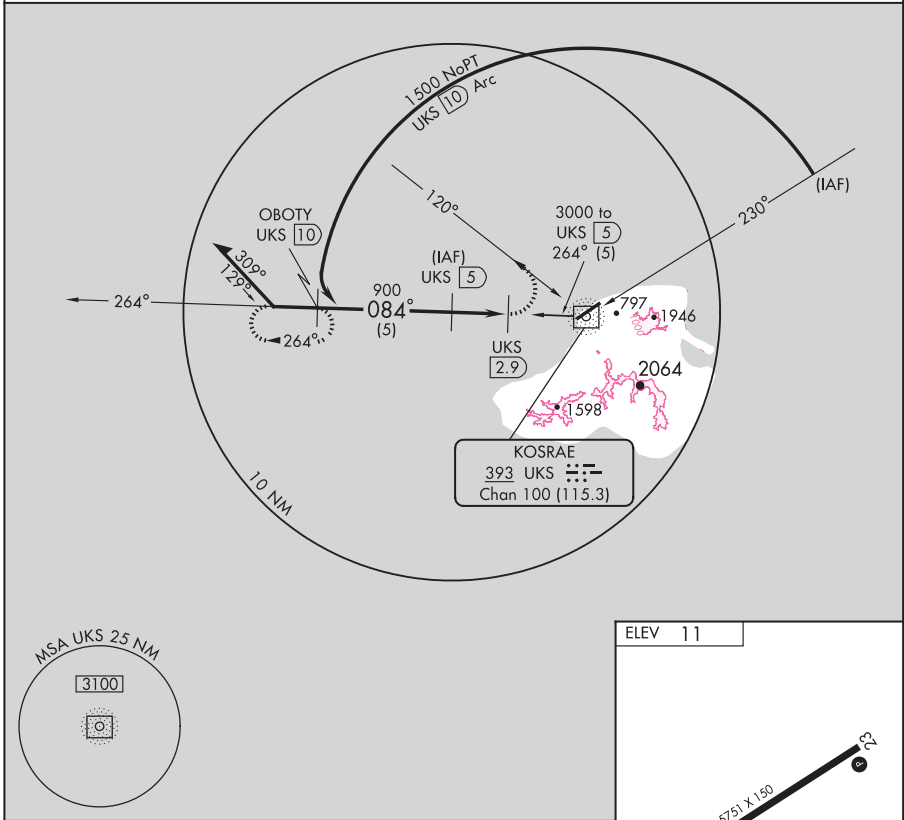 1500 NoPT
UKS 10 Arc
(IAF)
230°
120°
OBOTY
UKS 10
3000 to
UKS 5
264° (5)
(IAF)
UKS 5
309°
129°
264°
900
084°
(5)
264°
UKS
2.9
797
1946
2064
1598
KOSRAE
393 UKS
Chan 100 (115.3)
10 NM
MSA UKS 25 NM
3100
ELEV 11
23
P
5751 X 150